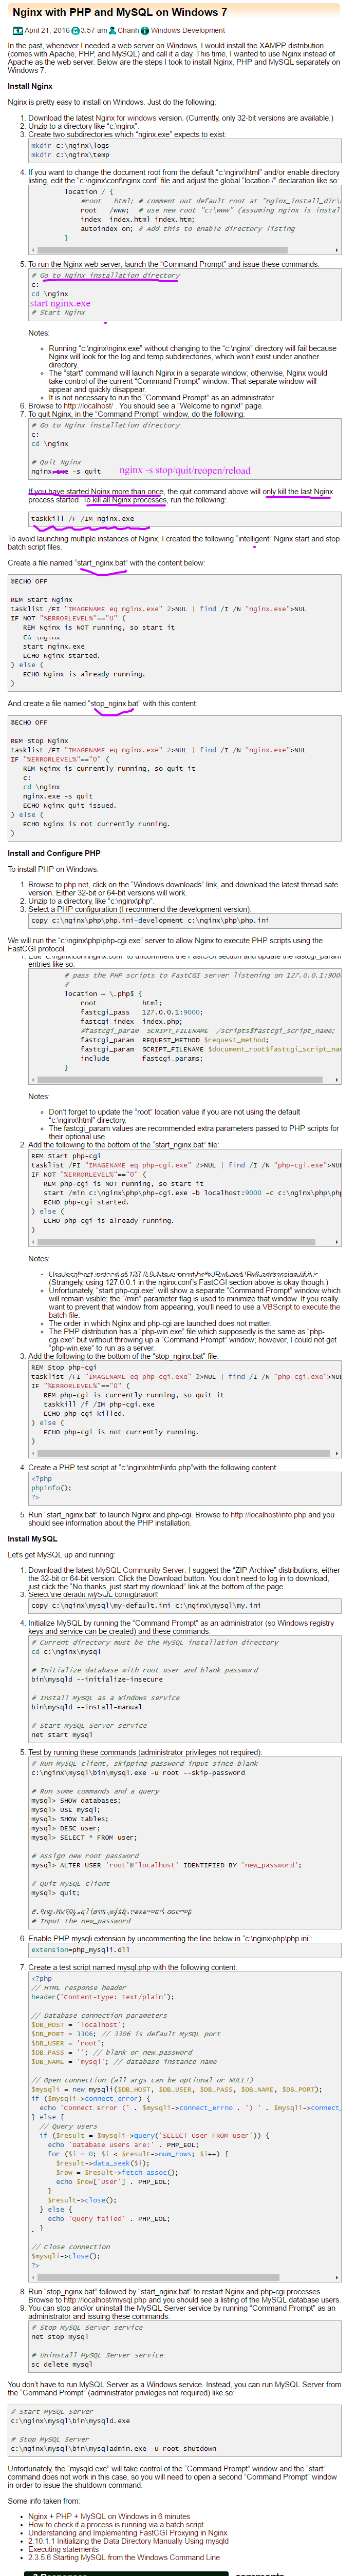 Nginx with PHP and MySQL on Windows 7
April 21, 2016 3:57 am Chanh Windows Development
In the past, whenever I needed a web server on Windows, I would install the XAMPP distribution
(comes with Apache, PHP, and MySQL) and call it a day. This time, I wanted to use Nginx instead of
Apache as the web server. Below are the steps I took to install Nginx, PHP and MySQL separately on
Windows 7.
Install Nginx
Nginx is pretty easy to install on Windows. Just do the following:
1. Download the latest Nginx for windows version. (Currently, only 32-bit versions are available.)
2. Unzip to a directory like "c:\nginx".
3. Create two subdirectories which "nginx.exe" expects to exist:
mkdir c:\nginx\logs
mkdir c:\nginx\temp
4. If you want to change the document root from the default "c:\nginx\html" and/or enable directory
listing, edit the "c:\nginx\conf\nginx.conf" file and adjust the global "location /" declaration like so:
location / {
#root html; # comment out default root at "nginx_install_dir\
root /www; # use new root "c:\www" (assuming nginx is instal
index index.html index.htm;
autoindex on; # Add this to enable directory listing
}
5. To run the Nginx web server, launch the "Command Prompt" and issue these commands:
# Go to Nginx installation directory
c:
cd \nginx
start nginx.exe
# Start Nginx
Notes:
Running "c:\nginx\nginx.exe" without changing to the "c:\nginx" directory will fail because
Nginx will look for the log and temp subdirectories, which won't exist under another
directory.
The "start" command will launch Nginx in a separate window; otherwise, Nginx would
take control of the current "Command Prompt" window. That separate window will
appear and quickly disappear.
It is not necessary to run the "Command Prompt" as an administrator.
6. Browse to http://localhost/ . You should see a "Welcome to nginx!" page.
7. To quit Nginx, in the "Command Prompt" window, do the following:
# Go to Nginx installation directory
c:
cd \nginx
# Quit Nginx
nginx.exe -s quit nginx -s stop/quit/reopen/reload
If you have started Nginx more than once, the quit command above will only kill the last Nginx
process started. To kill all Nginx processes, run the following:
taskkill /F /IM nginx.exe
To avoid launching multiple instances of Nginx, I created the following "intelligent" Nginx start and stop
batch script files.
Create a file named "start_nginx.bat" with the content below:
@ECHO OFF
REM Start Nginx
tasklist /FI "IMAGENAME eq nginx.exe" 2>NUL | find /I /N "nginx.exe">NUL
IF NOT "%ERRORLEVEL%"=="0" (
REM Nginx is NOT running, so start it
cd \nginx
start nginx.exe
ECHO Nginx started.
) else (
ECHO Nginx is already running.
)
And create a file named "stop_nginx.bat" with this content:
@ECHO OFF
REM Stop Nginx
tasklist /FI "IMAGENAME eq nginx.exe" 2>NUL | find /I /N "nginx.exe">NUL
IF "%ERRORLEVEL%"=="0" (
REM Nginx is currently running, so quit it
c:
cd \nginx
nginx.exe -s quit
ECHO Nginx quit issued.
) else (
ECHO Nginx is not currently running.
)
Install and Configure PHP
To install PHP on Windows:
1. Browse to php.net, click on the "Windows downloads" link, and download the latest thread safe
version. Either 32-bit or 64-bit versions will work.
2. Unzip to a directory, like "c:\nginx\php".
3. Select a PHP configuration (I recommend the development version):
copy c:\nginx\php\php.ini-development c:\nginx\php\php.ini
We will run the "c:\nginx\php\php-cgi.exe" server to allow Nginx to execute PHP scripts using the
FastCGI protocol.
1. Edit "c:\nginx\conf\nginx.conf" to uncomment the FastCGI section and update the fastcgi_param
entries like so:
# pass the PHP scripts to FastCGI server listening on 127.0.0.1:900
#
location ~ \.php$ {
root html;
fastcgi_pass 127.0.0.1:9000;
fastcgi_index index.php;
#fastcgi_param SCRIPT_FILENAME /scripts$fastcgi_script_name;
fastcgi_param REQUEST_METHOD $request_method;
fastcgi_param SCRIPT_FILENAME $document_root$fastcgi_script_nam
include fastcgi_params;
}
Notes:
Don't forget to update the "root" location value if you are not using the default
"c:\nginx\html" directory.
The fastcgi_param values are recommended extra parameters passed to PHP scripts for
their optional use.
2. Add the following to the bottom of the "start_nginx.bat" file:
REM Start php-cgi
tasklist /FI "IMAGENAME eq php-cgi.exe" 2>NUL | find /I /N "php-cgi.exe">NUL
IF NOT "%ERRORLEVEL%"=="0" (
REM php-cgi is NOT running, so start it
start /min c:\nginx\php\php-cgi.exe -b localhost:9000 -c c:\nginx\php\php
ECHO php-cgi started.
) else (
ECHO php-cgi is already running.
)
Notes:
(Strangely, using 127.0.0.1 in the nginx.conf's FastCGI section above is okay though.)
Unfortunately, "start php-cgi.exe" will show a separate "Command Prompt" window which
will remain visible; the "/min" parameter flag is used to minimize that window. If you really
want to prevent that window from appearing, you'll need to use a VBScript to execute the
batch file.
The order in which Nginx and php-cgi are launched does not matter.
The PHP distribution has a "php-win.exe" file which supposedly is the same as "php-
cgi.exe" but without throwing up a "Command Prompt" window; however, I could not get
"php-win.exe" to run as a server.
3. Add the following to the bottom of the "stop_nginx.bat" file:
REM Stop php-cgi
tasklist /FI "IMAGENAME eq php-cgi.exe" 2>NUL | find /I /N "php-cgi.exe">NUL
IF "%ERRORLEVEL%"=="0" (
REM php-cgi is currently running, so quit it
taskkill /f /IM php-cgi.exe
ECHO php-cgi killed.
) else (
ECHO php-cgi is not currently running.
)
4. Create a PHP test script at "c:\nginx\html\info.php" with the following content:
<?php
phpinfo();
?>
5. Run "start_nginx.bat" to launch Nginx and php-cgi. Browse to http://localhost/info.php and you
should see information about the PHP installation.
Install MySQL
Let's get MySQL up and running:
1. Download the latest MySQL Community Server. I suggest the "ZIP Archive" distributions, either
the 32-bit or 64-bit version. Click the Download button. You don't need to log in to download,
just click the "No thanks, just start my download" link at the bottom of the page.
3. Select the default MySQL configuration:
copy c:\nginx\mysql\my-default.ini c:\nginx\mysql\my.ini
4. Initialize MySQL by running the "Command Prompt" as an administrator (so Windows registry
keys and service can be created) and these commands:
# Current directory must be the MySQL installation directory
cd c:\nginx\mysql
# Initialize database with root user and blank password
bin\mysqld --initialize-insecure
# Install MySQL as a Windows service
bin\mysqld --install-manual
# Start MySQL Server service
net start mysql
5. Test by running these commands (administrator privileges not required):
# Run MySQL client, skipping password input since blank
c:\nginx\mysql\bin\mysql.exe -u root --skip-password
# Run some commands and a query
mysql> SHOW databases;
mysql> USE mysql;
mysql> SHOW tables;
mysql> DESC user;
mysql> SELECT * FROM user;
# Assign new root password
mysql> ALTER USER 'root'@'localhost' IDENTIFIED BY 'new_password';
# Quit MySQL client
mysql> quit;
# Input the new_password
6. Enable PHP mysqli extension by uncommenting the line below in "c:\nginx\php\php.ini":
extension=php_mysqli.dll
7. Create a test script named mysql.php with the following content:
<?php
// HTML response header
header('Content-type: text/plain');
// Database connection parameters
$DB_HOST = 'localhost';
$DB_PORT = 3306; // 3306 is default MySQL port
$DB_USER = 'root';
$DB_PASS = ''; // blank or new_password
$DB_NAME = 'mysql'; // database instance name
// Open connection (all args can be optional or NULL!)
$mysqli = new mysqli($DB_HOST, $DB_USER, $DB_PASS, $DB_NAME, $DB_PORT);
if ($mysqli->connect_error) {
echo 'Connect Error (' . $mysqli->connect_errno . ') ' . $mysqli->connect_
} else {
// Query users
if ($result = $mysqli->query('SELECT User FROM user')) {
echo 'Database users are:' . PHP_EOL;
for ($i = 0; $i < $result->num_rows; $i++) {
$result->data_seek($i);
$row = $result->fetch_assoc();
echo $row['User'] . PHP_EOL;
}
$result->close();
} else {
echo 'Query failed' . PHP_EOL;
}
// Close connection
$mysqli->close();
?>
8. Run "stop_nginx.bat" followed by "start_nginx.bat" to restart Nginx and php-cgi processes.
Browse to http://localhost/mysql.php and you should see a listing of the MySQL database users.
9. You can stop and/or uninstall the MySQL Server service by running "Command Prompt" as an
administrator and issuing these commands:
# Stop MySQL Server service
net stop mysql
# Uninstall MySQL Server service
sc delete mysql
You don't have to run MySQL Server as a Windows service. Instead, you can run MySQL Server from
the "Command Prompt" (administrator privileges not required) like so:
# Start MySQL Server
c:\nginx\mysql\bin\mysqld.exe
# Stop MySQL Server
c:\nginx\mysql\bin\mysqladmin.exe -u root shutdown
Unfortunately, the "mysqld.exe" will take control of the "Command Prompt" window and the "start"
command does not work in this case, so you will need to open a second "Command Prompt" window
in order to issue the shutdown command.
Some info taken from:
Nginx + PHP + MySQL on Windows in 6 minutes
How to check if a process is running via a batch script
Understanding and Implementing FastCGI Proxying in Nginx
2.10.1.1 Initializing the Data Directory Manually Using mysqld
Executing statements
2.3.5.6 Starting MySQL from the Windows Command Line